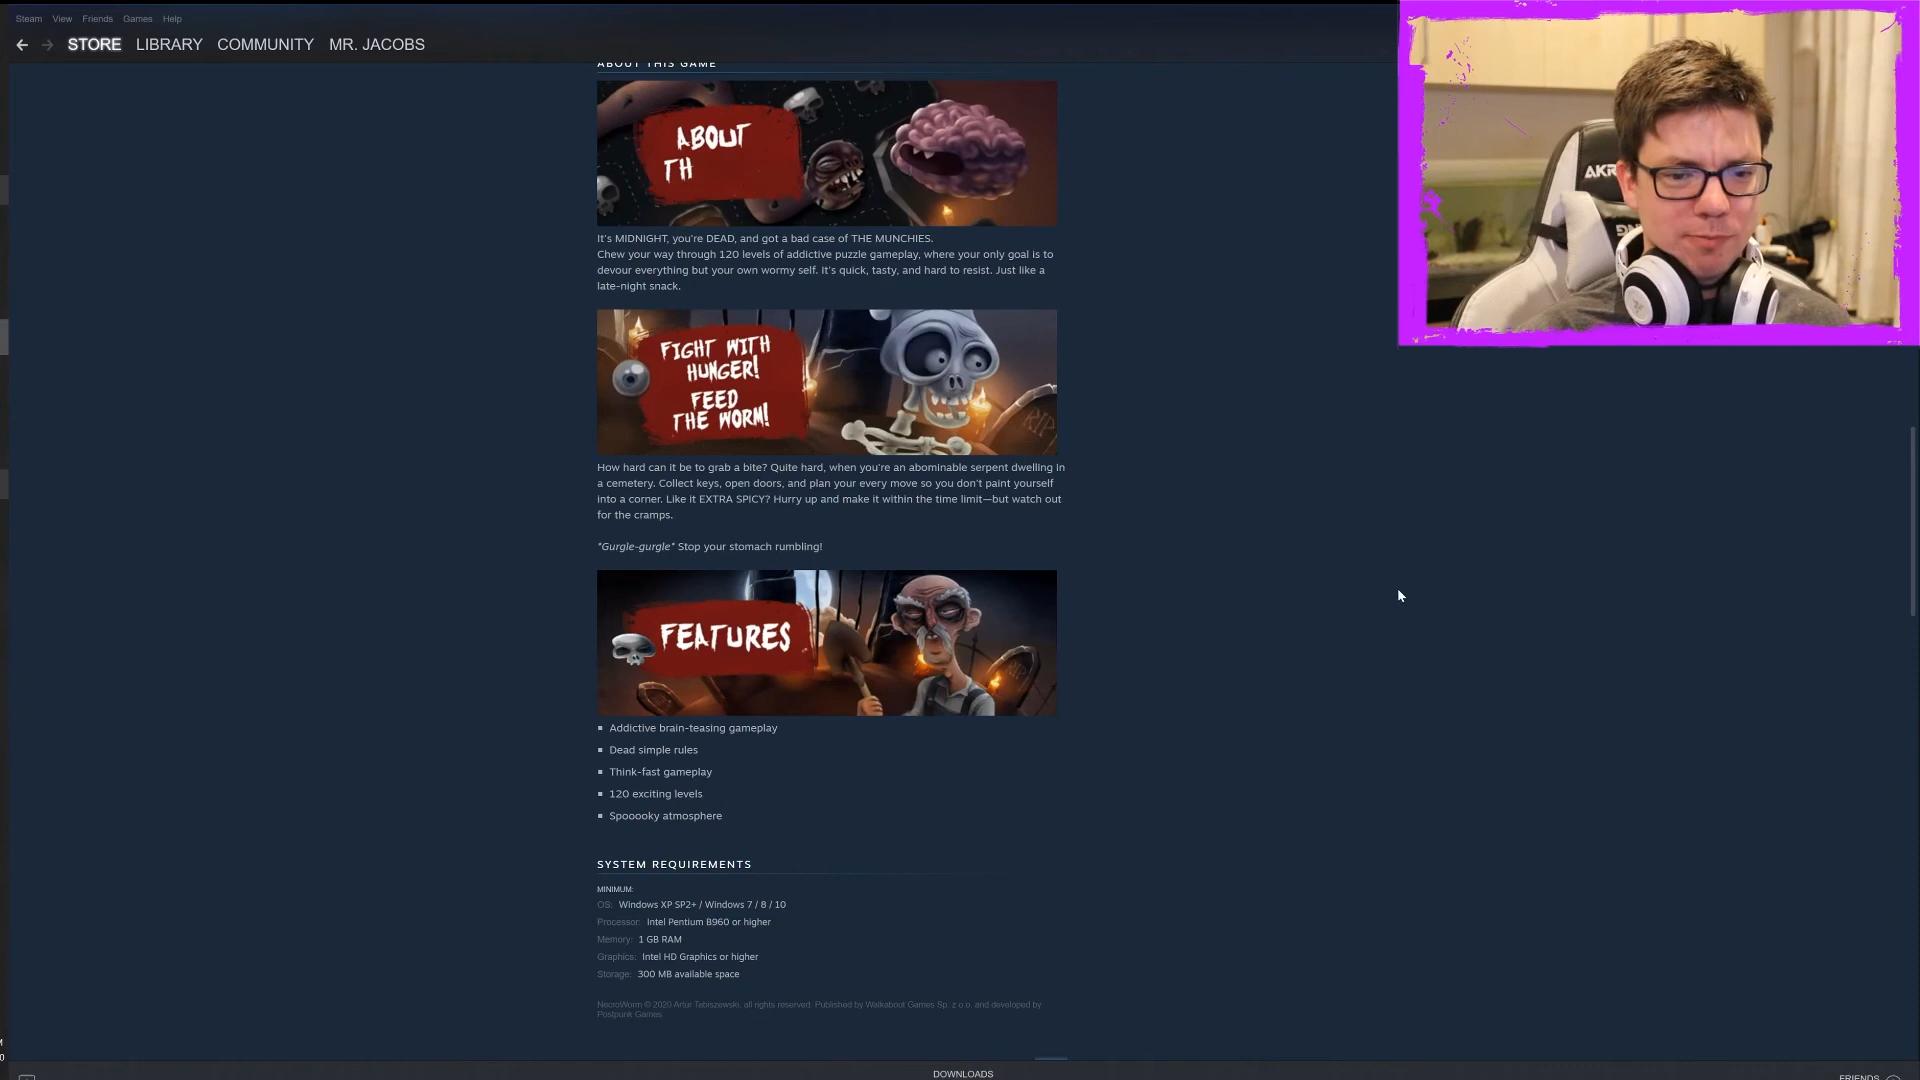 Steam View Friends Games Help
STORE LIBRARY COMMUNITY MR. JACOBS
ABOUT THIS GAME
ABOUT
TH
It's MIDNIGHT, you're DEAD, and got a bad case of THE MUNCHIES.
Chew your way through 120 levels of addictive puzzle gameplay, where your only goal is to
devour everything but your own wormy self. It's quick, tasty, and hard to resist. Just like a
late-night snack.
FIGHT WITH
HUNGER!
FEED
THE WORM!
RIP
How hard can it be to grab a bite? Quite hard, when you're an abominable serpent dwelling in
a cemetery. Collect keys, open doors, and plan your every move so you don't paint yourself
into a corner. Like it EXTRA SPICY? Hurry up and make it within the time limit—but watch out
for the cramps.
*Gurgle-gurgle* Stop your stomach rumbling!
FEATURES
RIP
▪ Addictive brain-teasing gameplay
▪ Dead simple rules
▪ Think-fast gameplay
▪ 120 exciting levels
▪ Spooooky atmosphere
SYSTEM REQUIREMENTS
MINIMUM:
OS: Windows XP SP2+ / Windows 7 / 8 / 10
Processor: Intel Pentium B960 or higher
Memory: 1 GB RAM
Graphics: Intel HD Graphics or higher
Storage: 300 MB available space
NecroWorm © 2020 Artur Tabiszewski, all rights reserved. Published by Walkabout Games Sp. z o.o. and developed by
Postpunk Games
DOWNLOADS
FRIENDS